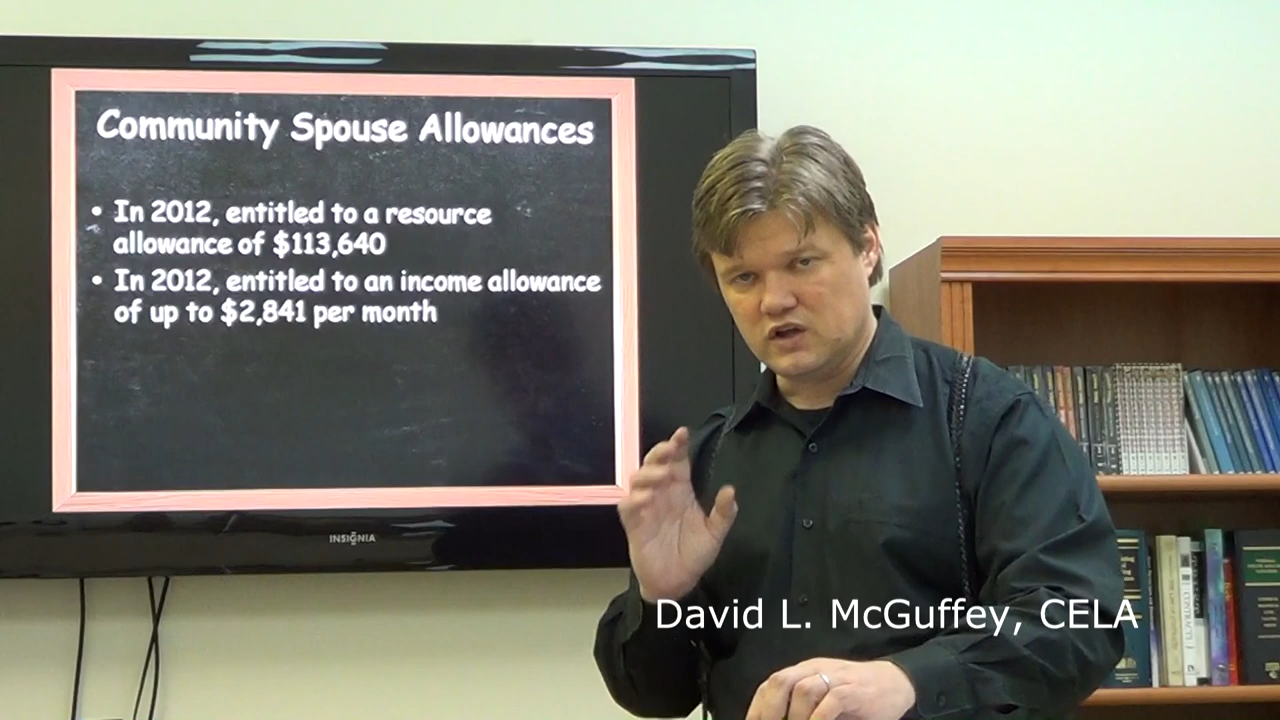 Community Spouse Allowances
• In 2012, entitled to a resource
allowance of $113,640
• In 2012, entitled to an income allowance
of up to $2,841 per month
INSIGNIA
David L. McGuffey, CELA